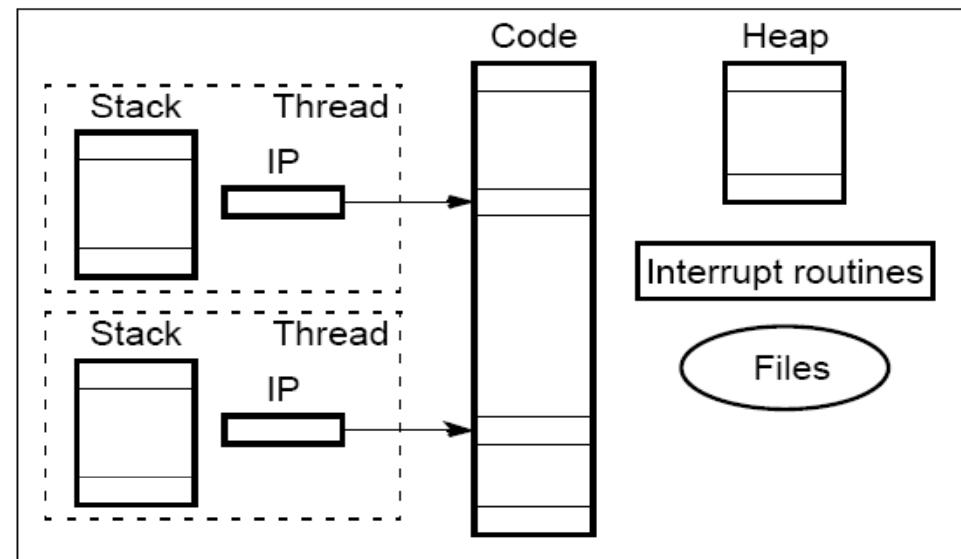 Code
Heap
Stack
Thread
IP
Interrupt routines
Stack
Thread
Files
IP